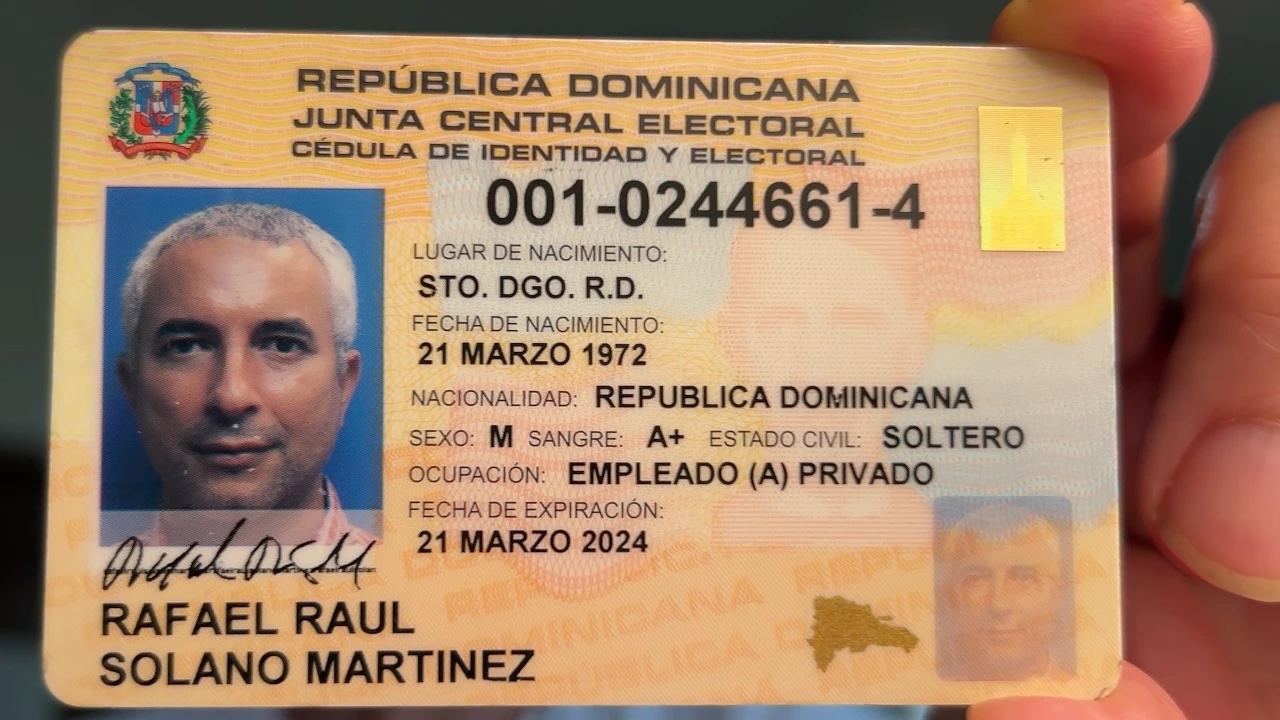 REPÚBLICA DOMINICANA
JUNTA CENTRAL ELECTORAL
CÉDULA DE IDENTIDAD Y ELECTORAL
001-0244661-4
LUGAR DE NACIMIENTO:
STO. DGO. R.D.
FECHA DE NACIMIENTO:
21 MARZO 1972
NACIONALIDAD: REPUBLICA DOMINICANA
SEXO: M SANGRE: A+ ESTADO CIVIL: SOLTERO
OCUPACIÓN: EMPLEADO (A) PRIVADO
FECHA DE EXPIRACIÓN:
21 MARZO 2024
RAFAEL RAUL
SOLANO MARTINEZ